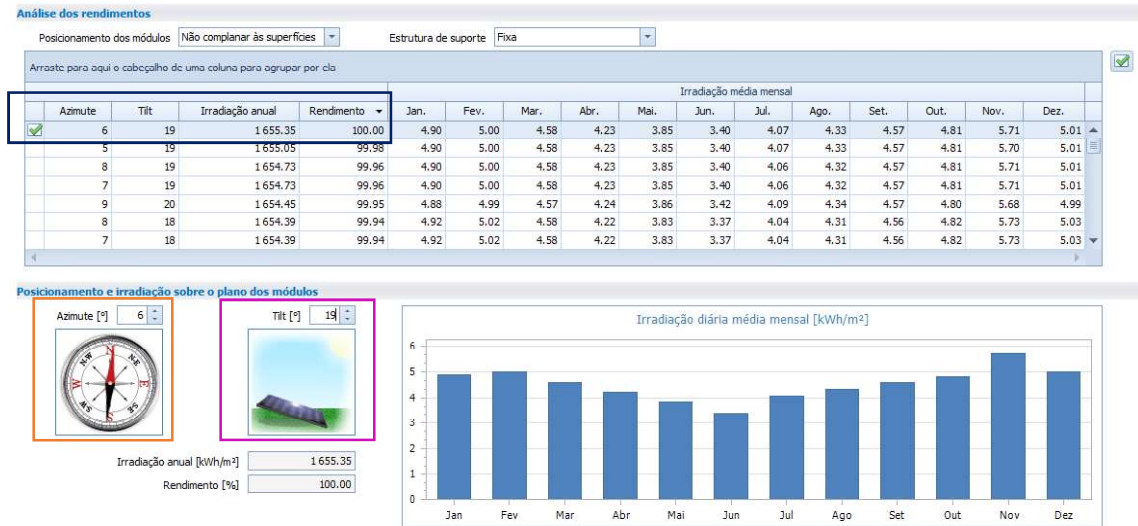 Análise dos rendimentos
Posicionamento dos módulos Não complanar às superfícies Estrutura de suporte Fixa
Arraste para aqui o cabeçalho de uma coluna para agrupar por ela
Irradiação média mensal
Azimute Tilt Irradiação anual Rendimento Jan. Fev. Mar. Abr. Mai. Jun. Jul. Ago. Set. Out. Nov. Dez.
6 19 1 655.35 100.00 4.90 5.00 4.58 4.23 3.85 3.40 4.07 4.33 4.57 4.81 5.71 5.01
5 19 1 655.05 99.98 4.90 5.00 4.58 4.23 3.85 3.40 4.07 4.33 4.57 4.81 5.70 5.01
8 19 1 654.73 99.96 4.90 5.00 4.58 4.23 3.85 3.40 4.06 4.32 4.57 4.81 5.71 5.01
7 19 1 654.73 99.96 4.90 5.00 4.58 4.23 3.85 3.40 4.06 4.32 4.57 4.81 5.71 5.01
9 20 1 654.45 99.95 4.88 4.99 4.57 4.24 3.86 3.42 4.09 4.34 4.57 4.80 5.68 4.99
8 18 1 654.39 99.94 4.92 5.02 4.58 4.22 3.83 3.37 4.04 4.31 4.56 4.82 5.73 5.03
7 18 1 654.39 99.94 4.92 5.02 4.58 4.22 3.83 3.37 4.04 4.31 4.56 4.82 5.73 5.03
Posicionamento e irradiação sobre o plano dos módulos
Azimute [º] 6
N
N-W N-E
W E
S-W S-E
S
Tilt [º] 19
Irradiação anual [kWh/m²] 1 655.35
Rendimento [%] 100.00
Irradiação diária média mensal [kWh/m²]
6
5
4
3
2
1
0
Jan Fev Mar Abr Mai Jun Jul Ago Set Out Nov Dez